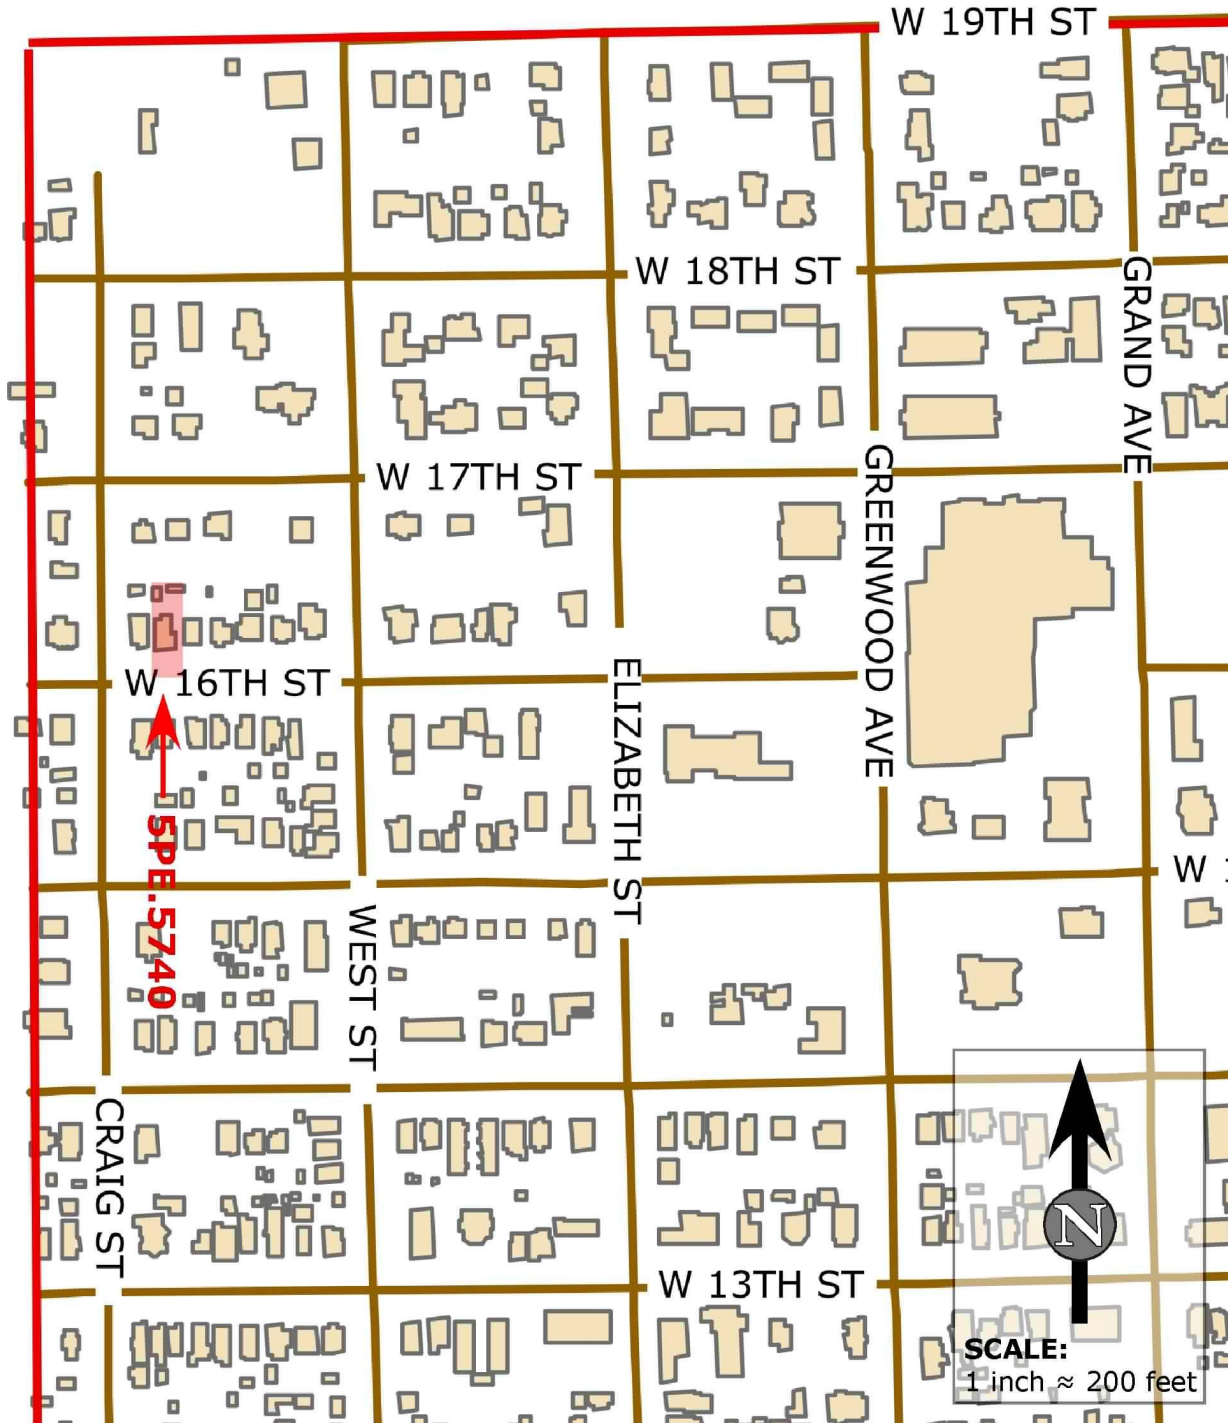 W 19TH ST
W 18TH ST
GRAND AVE
W 17TH ST
GREENWOOD AVE
W 16TH ST
ELIZABETH ST
5PE.5740
W
WEST ST
CRAIG ST
N
W 13TH ST
SCALE:
1 inch ≈ 200 feet